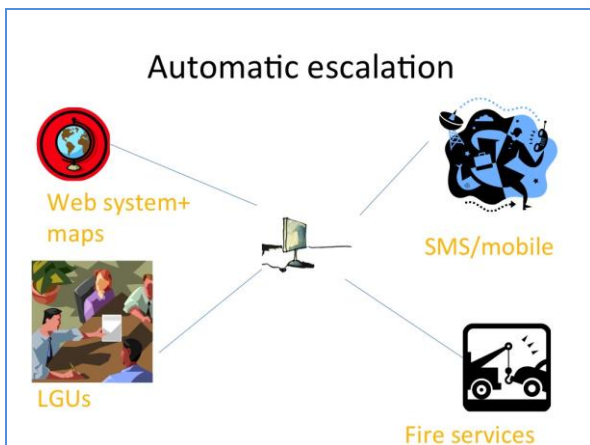 Automatic escalation
Web system+
maps
SMS/mobile
LGUs
Fire services